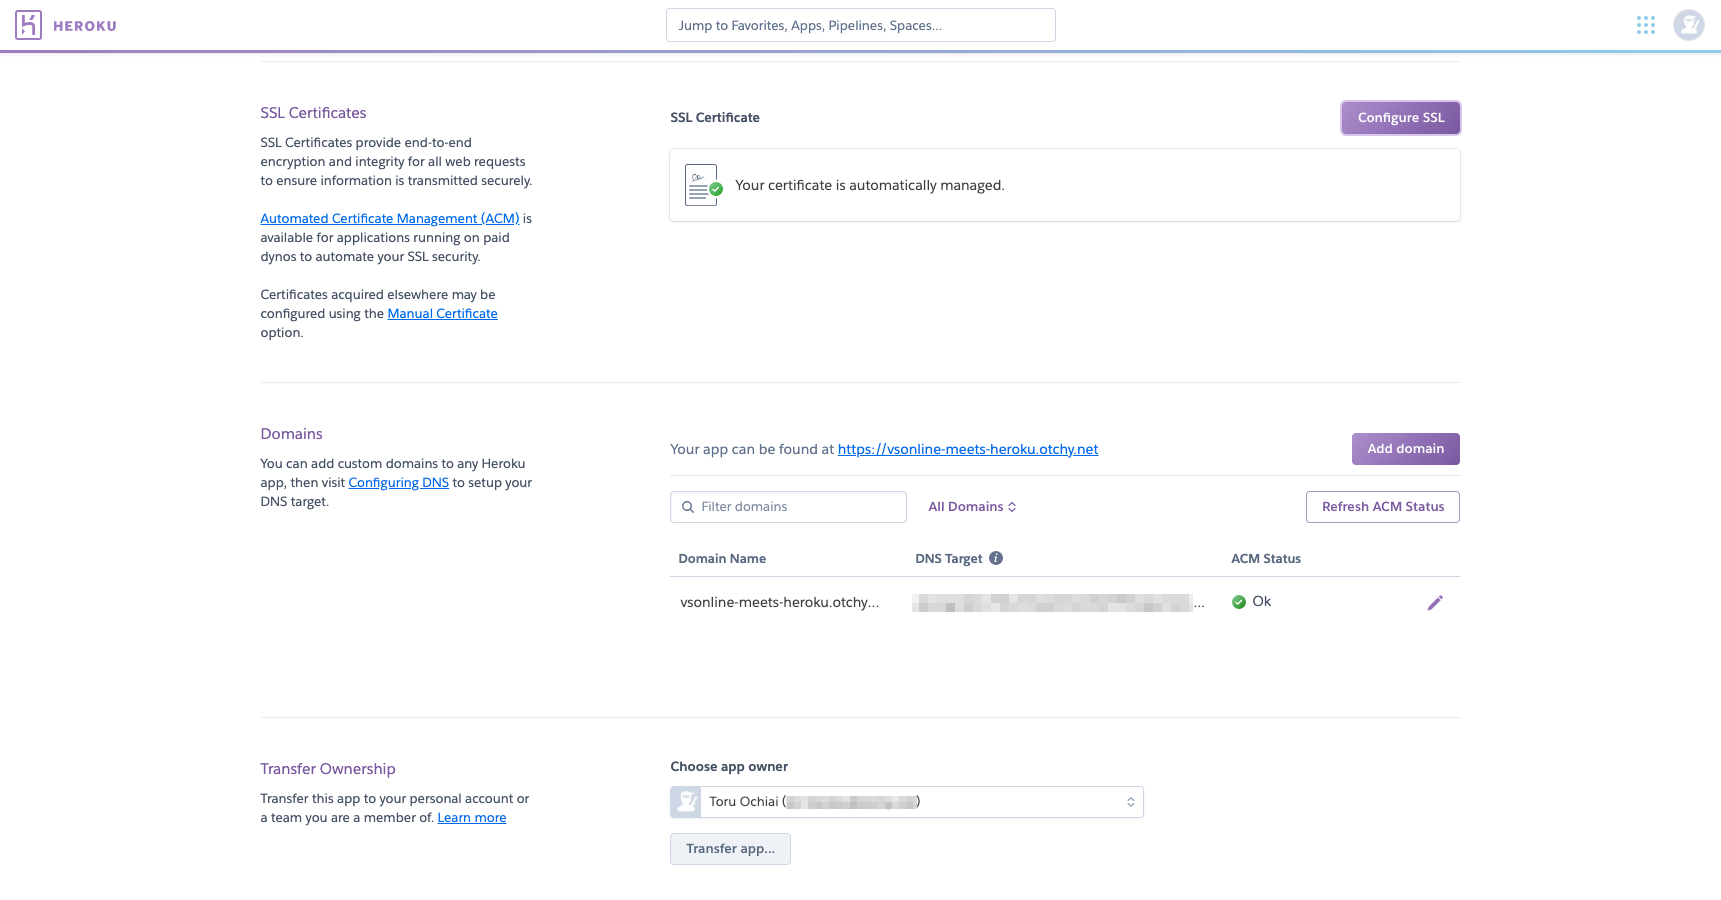 HEROKU
Jump to Favorites, Apps, Pipelines, Spaces...
SSL Certificates
SSL Certificates provide end-to-end
encryption and integrity for all web requests
to ensure information is transmitted securely.
Automated Certificate Management (ACM) is
available for applications running on paid
dynos to automate your SSL security.
Certificates acquired elsewhere may be
configured using the Manual Certificate
option.
SSL Certificate
Configure SSL
Your certificate is automatically managed.
Domains
You can add custom domains to any Heroku
app, then visit Configuring DNS to setup your
DNS target.
Your app can be found at https://vsonline-meets-heroku.otchy.net
Add domain
Filter domains
All Domains
Refresh ACM Status
Domain Name
DNS Target
ACM Status
vsonline-meets-heroku.otchy...
...
Ok
Transfer Ownership
Transfer this app to your personal account or
a team you are a member of. Learn more
Choose app owner
Toru Ochiai ( )
Transfer app...